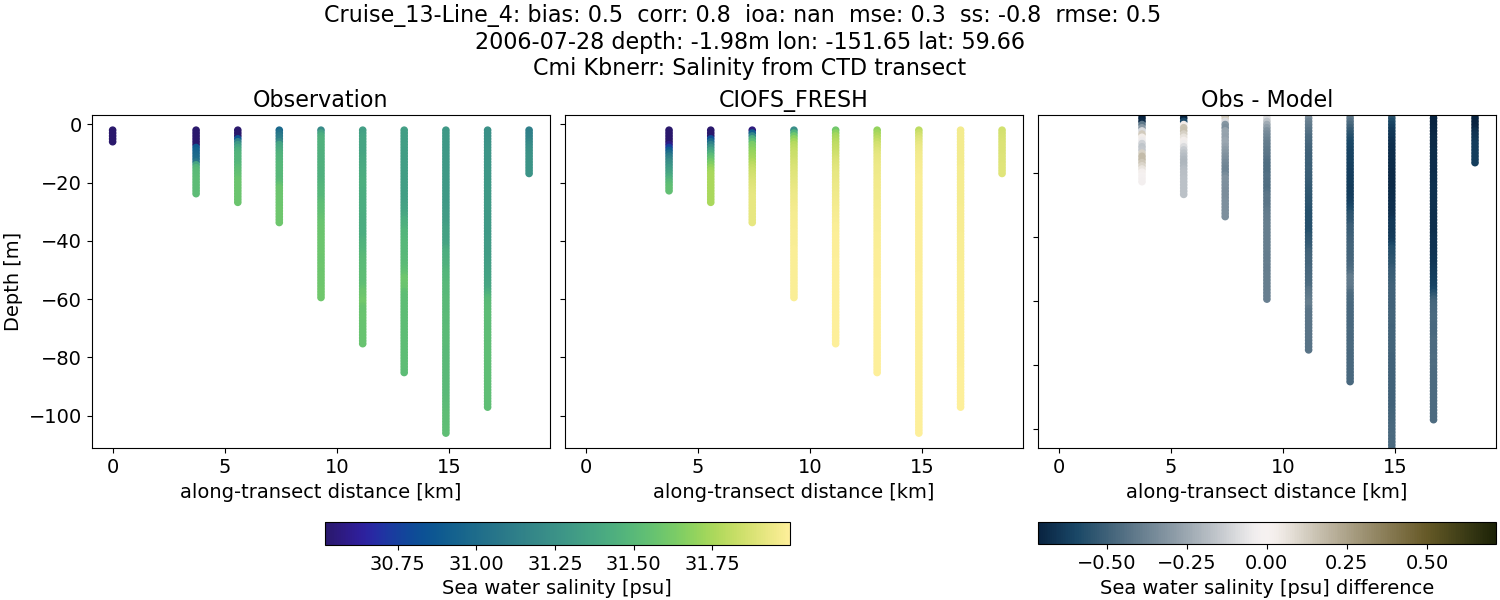 Cruise_13-Line_4: bias: 0.5  corr: 0.8  ioa: nan  mse: 0.3  ss: -0.8  rmse: 0.5
2006-07-28 depth: -1.98m lon: -151.65 lat: 59.66
Cmi Kbnerr: Salinity from CTD transect
Observation
CIOFS_FRESH
Obs - Model
Depth [m]
0
−20
−40
−60
−80
−100
0 5 10 15
0 5 10 15
0 5 10 15
along-transect distance [km]
along-transect distance [km]
along-transect distance [km]
30.75 31.00 31.25 31.50 31.75
Sea water salinity [psu]
−0.50 −0.25 0.00 0.25 0.50
Sea water salinity [psu] difference